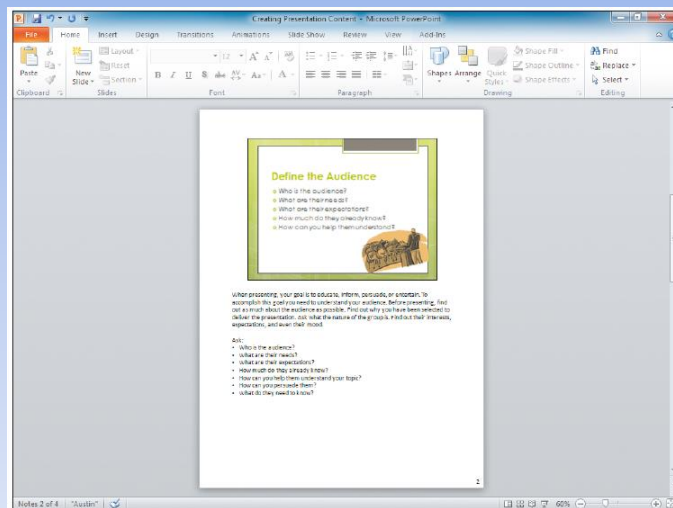 Creating Presentation Content - Microsoft PowerPoint
File Home Insert Design Transitions Animations Slide Show Review View Add-Ins
Paste
New Slide
Layout
Reset
Section
12
B I U S abc AV Aa A
Shapes Arrange Quick Styles
Shape Fill
Shape Outline
Shape Effects
Find
Replace
Select
Clipboard Slides Font Paragraph Drawing Editing
Define the Audience
Who is the audience?
What are their needs?
What are their expectations?
How much do they already know?
How can you help them understand?
When presenting, your goal is to educate, inform, persuade, or entertain. To
accomplish this goal you need to understand your audience. Before presenting, find
out as much about the audience as possible. Find out why you have been selected to
deliver the presentation. Ask what the nature of the group is. Find out their interests,
expectations, and even their mood.
Ask:
• Who is the audience?
• What are their needs?
• What are their expectations?
• How much do they already know?
• How can you help them understand your topic?
• How can you persuade them?
• What do they need to know?
2
Notes 2 of 4 "Austin" 60%